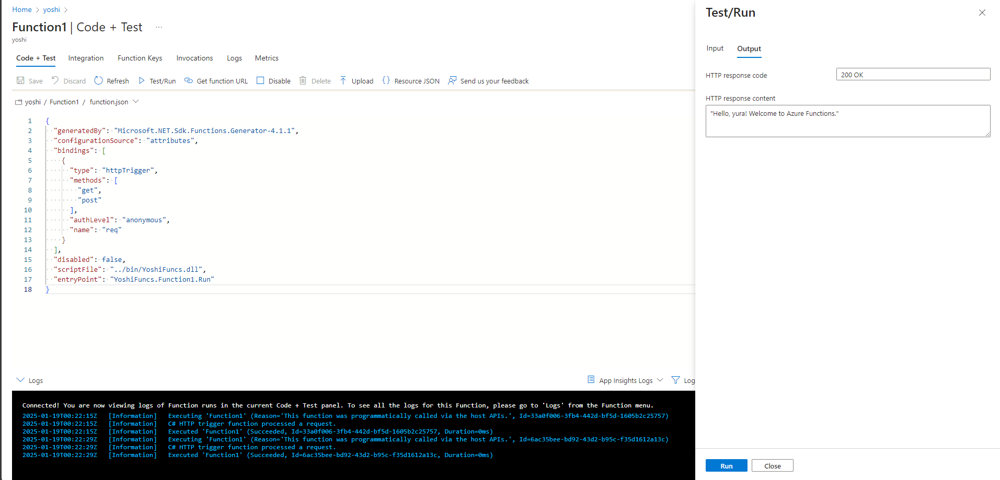 Home > yoshi >
Function1 | Code + Test ...
yoshi
Code + Test Integration Function Keys Invocations Logs Metrics
Save Discard Refresh Test/Run Get function URL Disable Delete Upload Resource JSON Send us your feedback
yoshi / Function1 / function.json
1 {
2 "generatedBy": "Microsoft.NET.Sdk.Functions.Generator-4.1.1",
3 "configurationSource": "attributes",
4 "bindings": [
5 {
6 "type": "httpTrigger",
7 "methods": [
8 "get",
9 "post"
10 ],
11 "authLevel": "anonymous",
12 "name": "req"
13 }
14 ],
15 "disabled": false,
16 "scriptFile": "../bin/YoshiFuncs.dll",
17 "entryPoint": "YoshiFuncs.Function1.Run"
18 }
Logs App Insights Logs Log
Connected! You are now viewing logs of Function runs in the current Code + Test panel. To see all the logs for this Function, please go to 'Logs' from the Function menu.
2025-01-19T00:22:15Z [Information] Executing 'Function1' (Reason='This function was programmatically called via the host APIs.', Id=33a0f006-3fb4-442d-bf5d-1605b2c25757)
2025-01-19T00:22:15Z [Information] C# HTTP trigger function processed a request.
2025-01-19T00:22:15Z [Information] Executed 'Function1' (Succeeded, Id=33a0f006-3fb4-442d-bf5d-1605b2c25757, Duration=0ms)
2025-01-19T00:22:29Z [Information] Executing 'Function1' (Reason='This function was programmatically called via the host APIs.', Id=6ac35bee-bd92-43d2-b95c-f35d1612a13c)
2025-01-19T00:22:29Z [Information] C# HTTP trigger function processed a request.
2025-01-19T00:22:29Z [Information] Executed 'Function1' (Succeeded, Id=6ac35bee-bd92-43d2-b95c-f35d1612a13c, Duration=0ms)
Test/Run
Input Output
HTTP response code 200 OK
HTTP response content
"Hello, yura! Welcome to Azure Functions."
Run Close